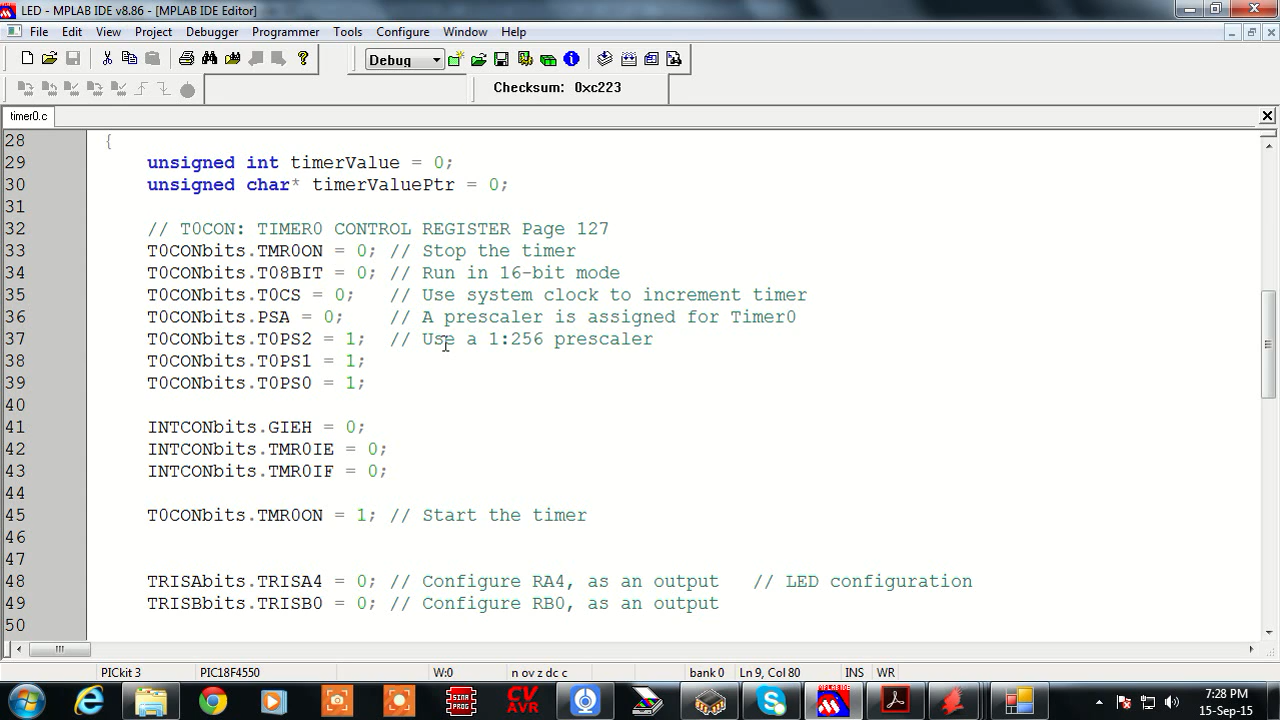 LED - MPLAB IDE v8.86 - [MPLAB IDE Editor]
File Edit View Project Debugger Programmer Tools Configure Window Help
Debug
Checksum: 0xc223
timer0.c
28 {
29 unsigned int timerValue = 0;
30 unsigned char* timerValuePtr = 0;
31
32 // T0CON: TIMER0 CONTROL REGISTER Page 127
33 T0CONbits.TMR0ON = 0; // Stop the timer
34 T0CONbits.T08BIT = 0; // Run in 16-bit mode
35 T0CONbits.T0CS = 0; // Use system clock to increment timer
36 T0CONbits.PSA = 0; // A prescaler is assigned for Timer0
37 T0CONbits.T0PS2 = 1; // Use a 1:256 prescaler
38 T0CONbits.T0PS1 = 1;
39 T0CONbits.T0PS0 = 1;
40
41 INTCONbits.GIEH = 0;
42 INTCONbits.TMR0IE = 0;
43 INTCONbits.TMR0IF = 0;
44
45 T0CONbits.TMR0ON = 1; // Start the timer
46
47
48 TRISAbits.TRISA4 = 0; // Configure RA4, as an output // LED configuration
49 TRISBbits.TRISB0 = 0; // Configure RB0, as an output
50
PICkit 3 PIC18F4550 W:0 n ov z dc c bank 0 Ln 9, Col 80 INS WR
SINA PROG
CV AVR
MPLAB IDE
7:28 PM
15-Sep-15